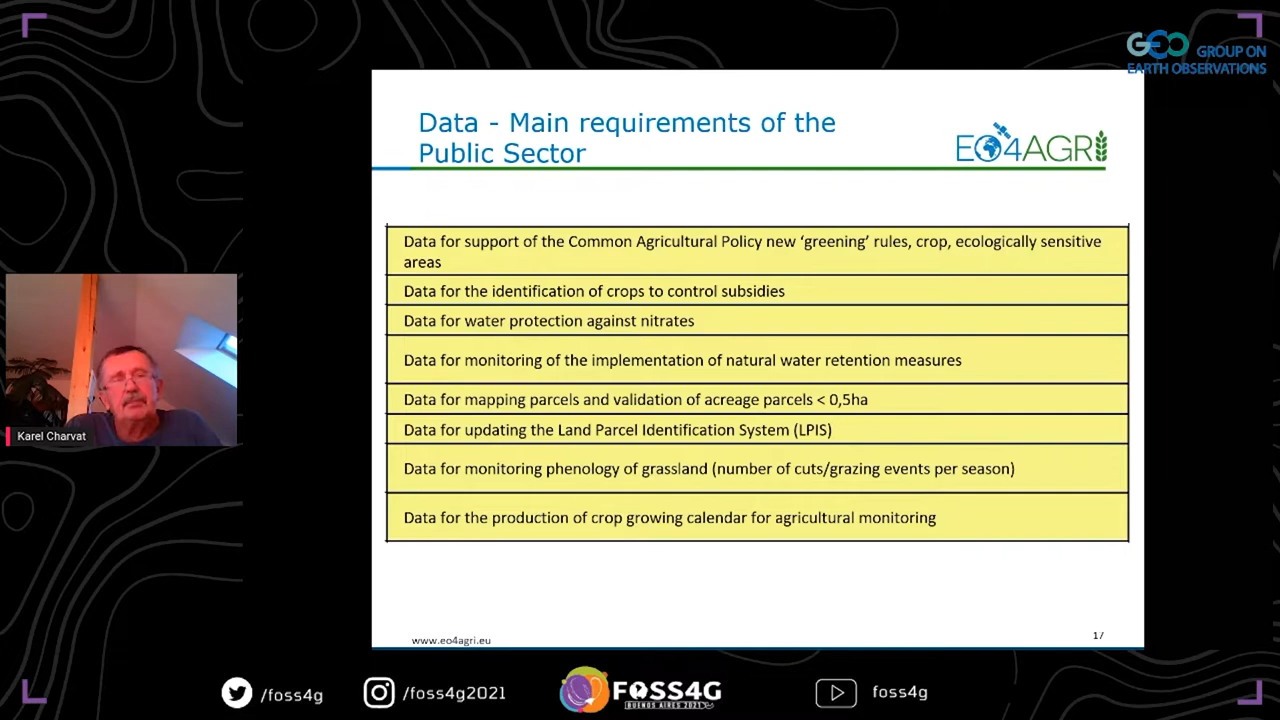 GEO GROUP ON
EARTH OBSERVATIONS
Data - Main requirements of the
Public Sector
EO4AGRI
Data for support of the Common Agricultural Policy new ‘greening’ rules, crop, ecologically sensitive
areas
Data for the identification of crops to control subsidies
Data for water protection against nitrates
Data for monitoring of the implementation of natural water retention measures
Data for mapping parcels and validation of acreage parcels < 0,5ha
Data for updating the Land Parcel Identification System (LPIS)
Data for monitoring phenology of grassland (number of cuts/grazing events per season)
Data for the production of crop growing calendar for agricultural monitoring
Karel Charvat
www.eo4agri.eu
17
/foss4g
/foss4g2021
FOSS4G
BUENOS AIRES 2021
foss4g